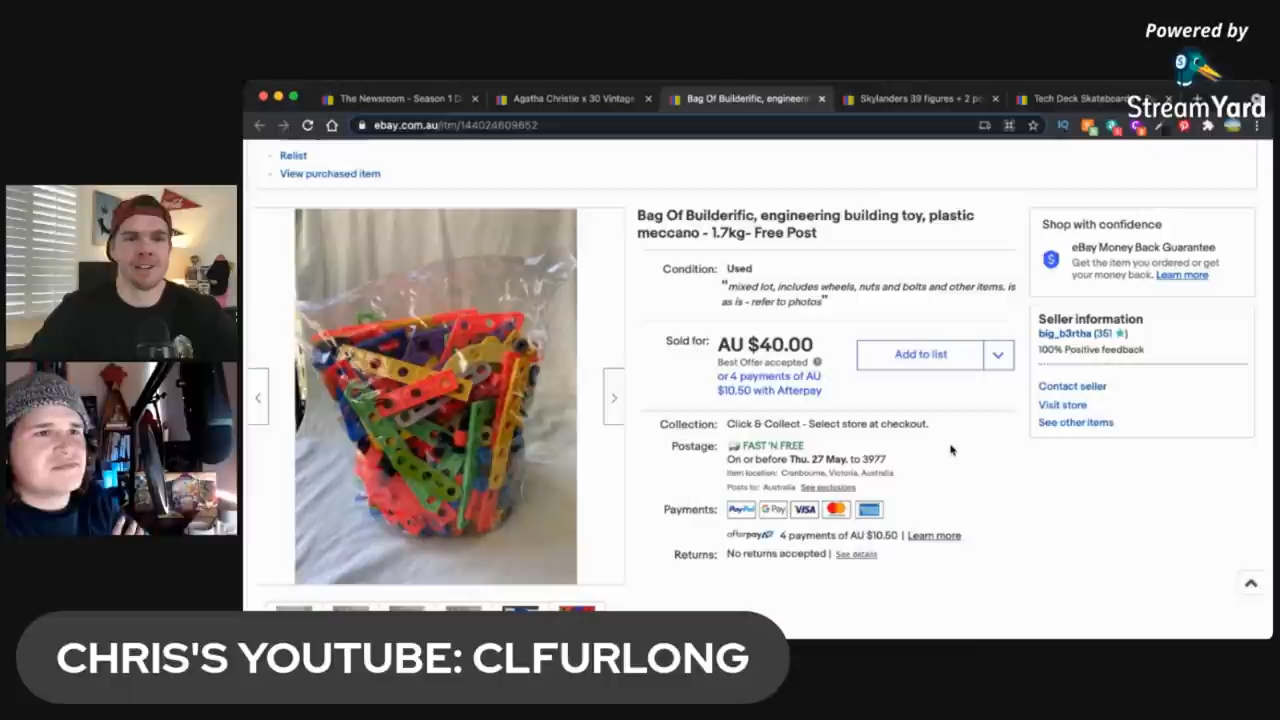 Powered by
StreamYard
The Newsroom - Season 1 D
Agatha Christie x 30 Vintage
Bag Of Builderific, engineerin
Skylanders 39 figures + 2 p
Tech Deck Skateboard
ebay.com.au/itm/144024609652
Relist
View purchased item
Bag Of Builderific, engineering building toy, plastic
meccano - 1.7kg- Free Post
Condition: Used
"mixed lot, includes wheels, nuts and bolts and other items. is
as is - refer to photos"
Sold for: AU $40.00
Best Offer accepted
or 4 payments of AU
$10.50 with Afterpay
Add to list
Collection: Click & Collect - Select store at checkout.
Postage: FAST 'N FREE
On or before Thu. 27 May. to 3977
Item location: Cranbourne, Victoria, Australia
Posts to: Australia See exclusions
Payments: PayPal G Pay VISA
afterpay 4 payments of AU $10.50 | Learn more
Returns: No returns accepted | See details
Shop with confidence
eBay Money Back Guarantee
Get the item you ordered or get
your money back. Learn more
Seller information
big_b3rtha (351)
100% Positive feedback
Contact seller
Visit store
See other items
CHRIS'S YOUTUBE: CLFURLONG